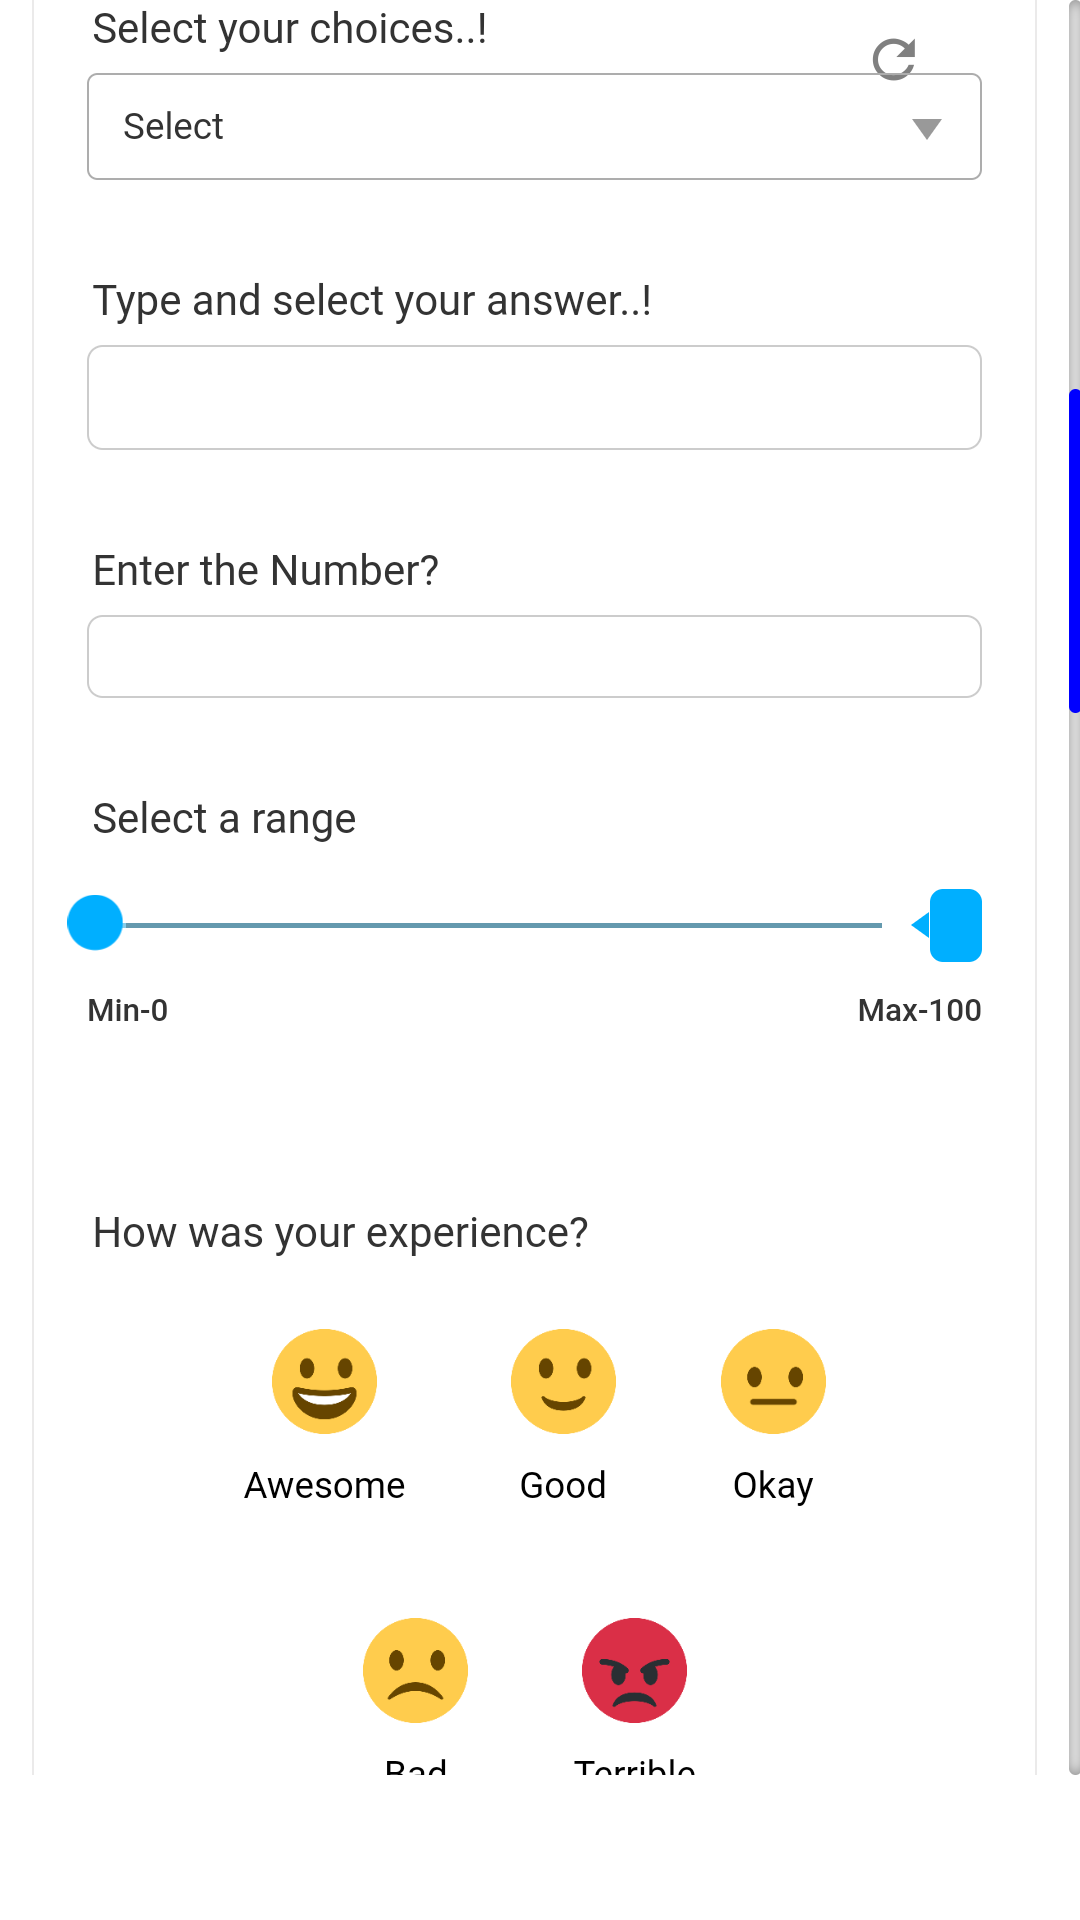 Select your choices..!
Select
Type and select your answer..!
Enter the Number?
Select a range
Min-0
Max-100
How was your experience?
Awesome
Good
Okay
Bad
Terrible